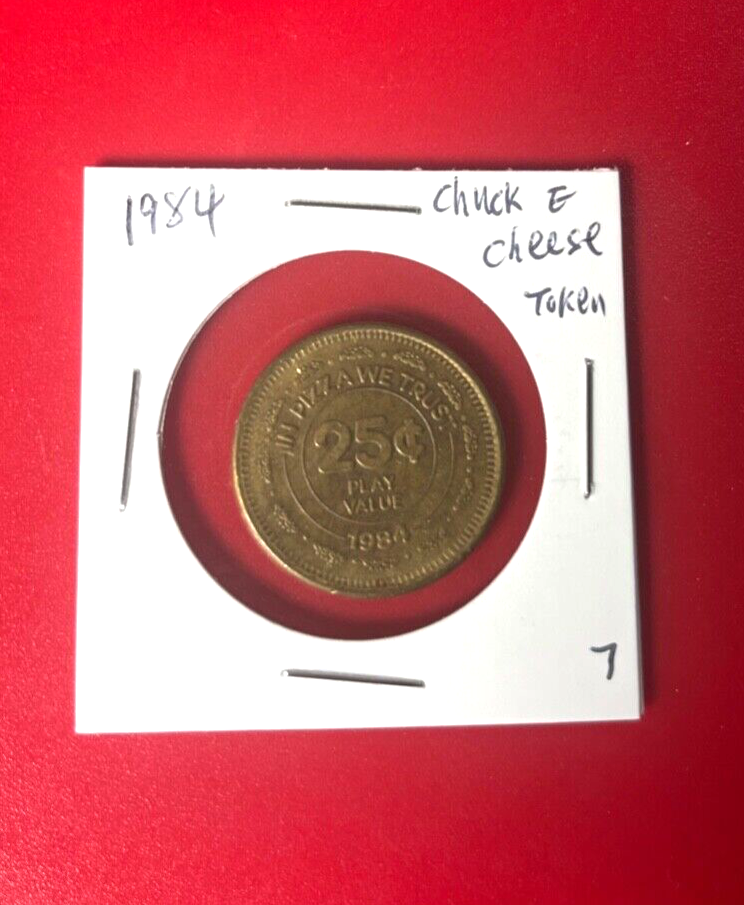 1984
Chuck E
Cheese
Token
IN PIZZA WE TRUST
25¢
PLAY
VALUE
1984
7